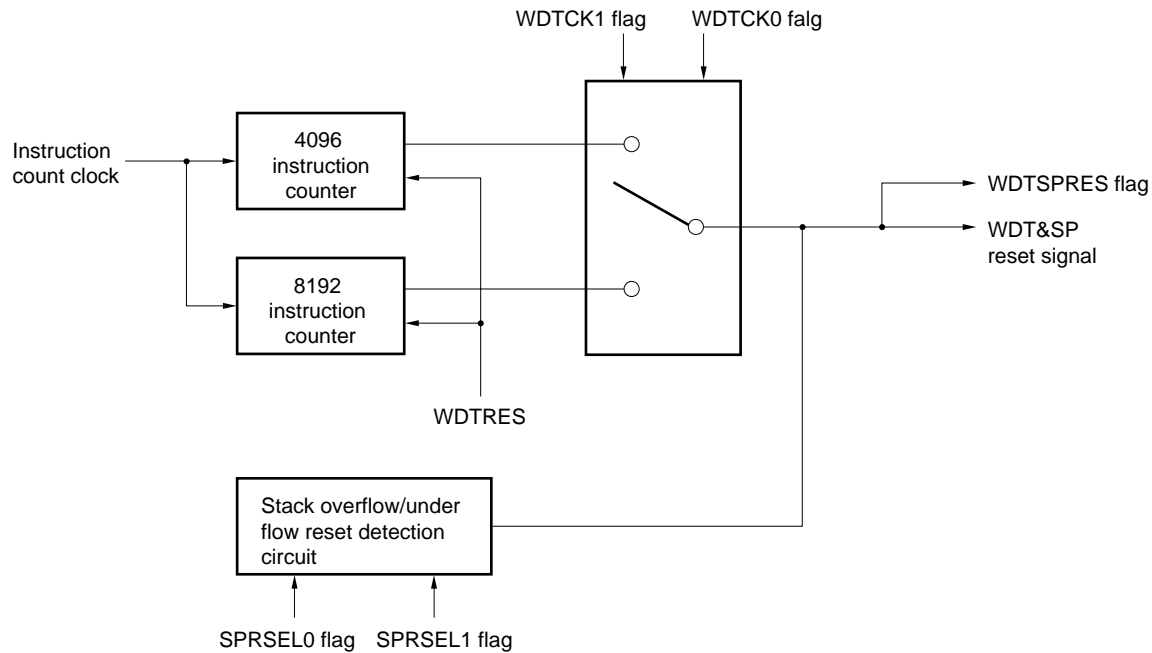 WDTCK1 flag
WDTCK0 falg
Instruction
count clock
4096
instruction
counter
WDTSPRES flag
WDT&SP
reset signal
8192
instruction
counter
WDTRES
Stack overflow/under
flow reset detection
circuit
SPRSEL0 flag
SPRSEL1 flag